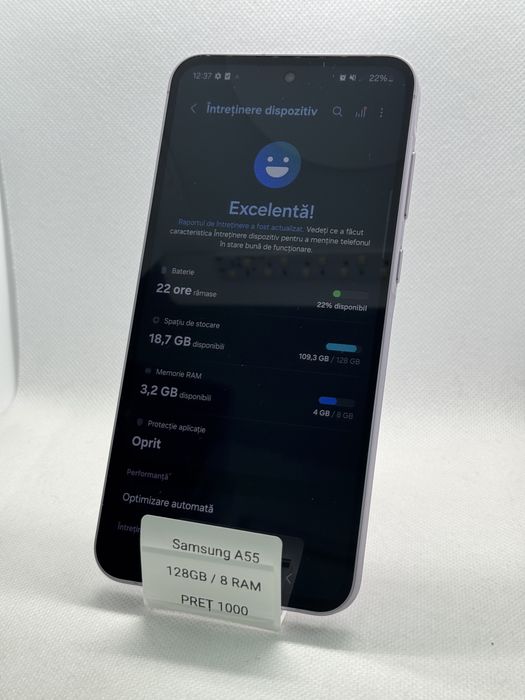 12:37 22%
Întreținere dispozitiv
Excelentă!
Raportul de întreținere a fost actualizat. Vedeți ce a făcut
caracteristica Întreținere dispozitiv pentru a menține telefonul
în stare bună de funcționare.
Baterie
22 ore rămase
22% disponibil
Spațiu de stocare
18,7 GB disponibili
109,3 GB / 128 GB
Memorie RAM
3,2 GB disponibili
4 GB / 8 GB
Protecție aplicație
Oprit
Performanță
Optimizare automată
Samsung A55
128GB / 8 RAM
PREȚ 1000